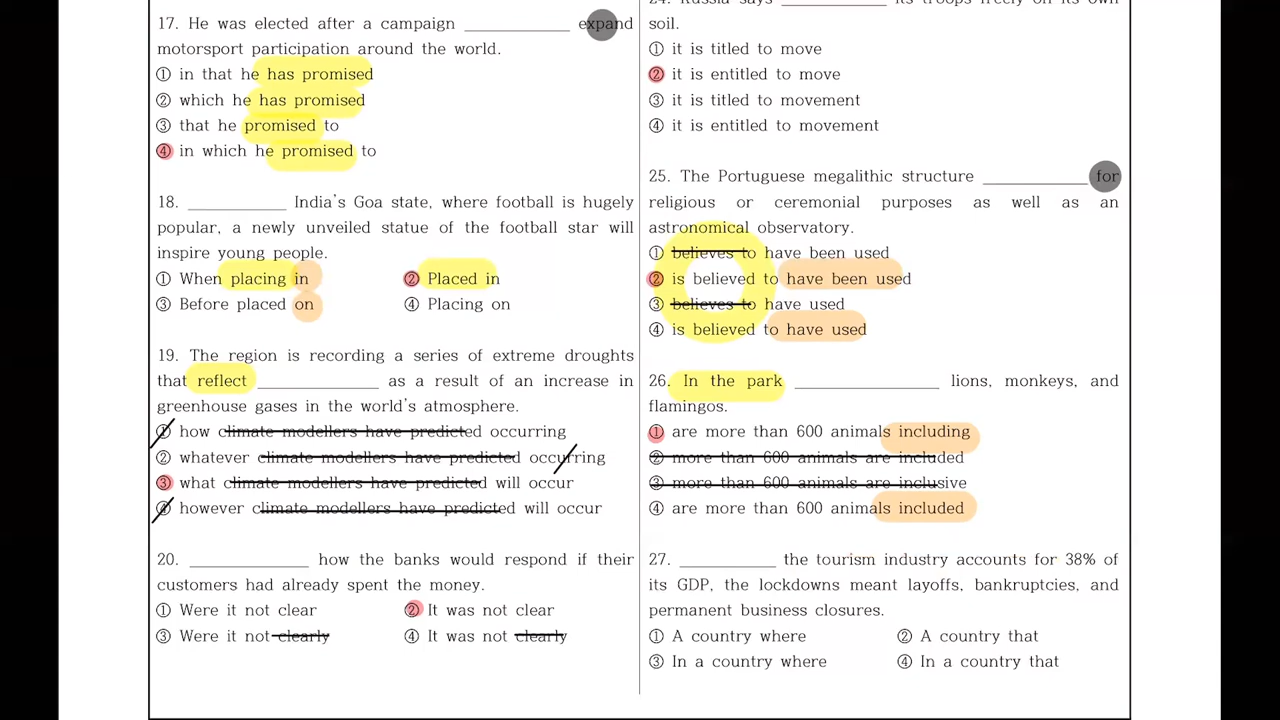 17. He was elected after a campaign ____________ expand
motorsport participation around the world.
① in that he has promised
② which he has promised
③ that he promised to
④ in which he promised to
18. ___________ India's Goa state, where football is hugely
popular, a newly unveiled statue of the football star will
inspire young people.
① When placing in ② Placed in
③ Before placed on ④ Placing on
19. The region is recording a series of extreme droughts
that reflect ______________ as a result of an increase in
greenhouse gases in the world's atmosphere.
① how climate modellers have predicted occurring
② whatever climate modellers have predicted occurring
③ what climate modellers have predicted will occur
④ however climate modellers have predicted will occur
20. ______________ how the banks would respond if their
customers had already spent the money.
① Were it not clear ② It was not clear
③ Were it not clearly ④ It was not clearly
24. Russia says ____________ its troops freely on its own
soil.
① it is titled to move
② it is entitled to move
③ it is titled to movement
④ it is entitled to movement
25. The Portuguese megalithic structure ____________ for
religious or ceremonial purposes as well as an
astronomical observatory.
① believes to have been used
② is believed to have been used
③ believes to have used
④ is believed to have used
26. In the park ________________ lions, monkeys, and
flamingos.
① are more than 600 animals including
② more than 600 animals are included
③ more than 600 animals are inclusive
④ are more than 600 animals included
27. ___________ the tourism industry accounts for 38% of
its GDP, the lockdowns meant layoffs, bankruptcies, and
permanent business closures.
① A country where ② A country that
③ In a country where ④ In a country that